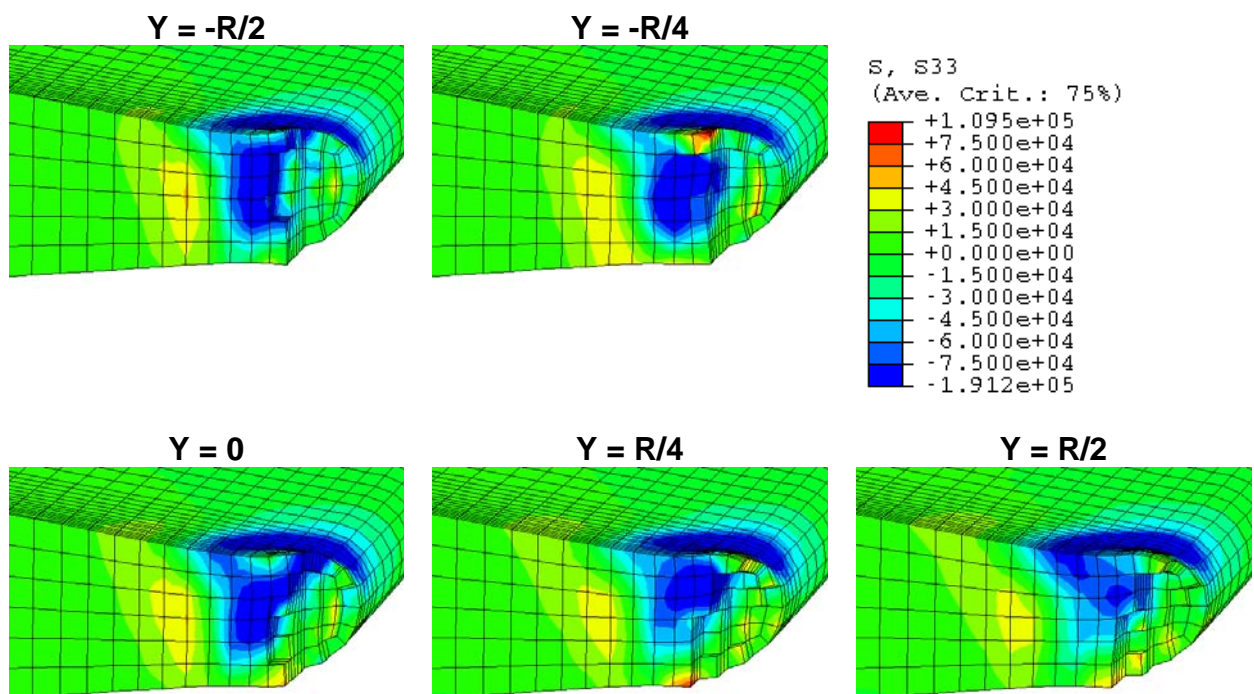 Y = -R/2
Y = -R/4
S, S33
(Ave. Crit.: 75%)
+1.095e+05
+7.500e+04
+6.000e+04
+4.500e+04
+3.000e+04
+1.500e+04
+0.000e+00
-1.500e+04
-3.000e+04
-4.500e+04
-6.000e+04
-7.500e+04
-1.912e+05
Y = 0
Y = R/4
Y = R/2